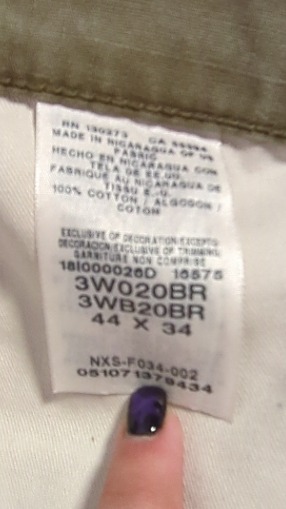 RN 130273 CA
MADE IN NICARAGUA OF US
FABRIC
HECHO EN NICARAGUA CON
TELA DE EE.UU.
FABRIQUE AU NICARAGUA DE
TISSU E.-U.
100% COTTON / ALGODON /
COTON
EXCLUSIVE OF DECORATION/EXCEPTO
DECORACION/EXCLUSIVE OF TRIMMING/
GARNITURE NON COMPRISE
18I000026D 16575
3W020BR
3WB20BR
44 X 34
NXS-F034-002
051071379434